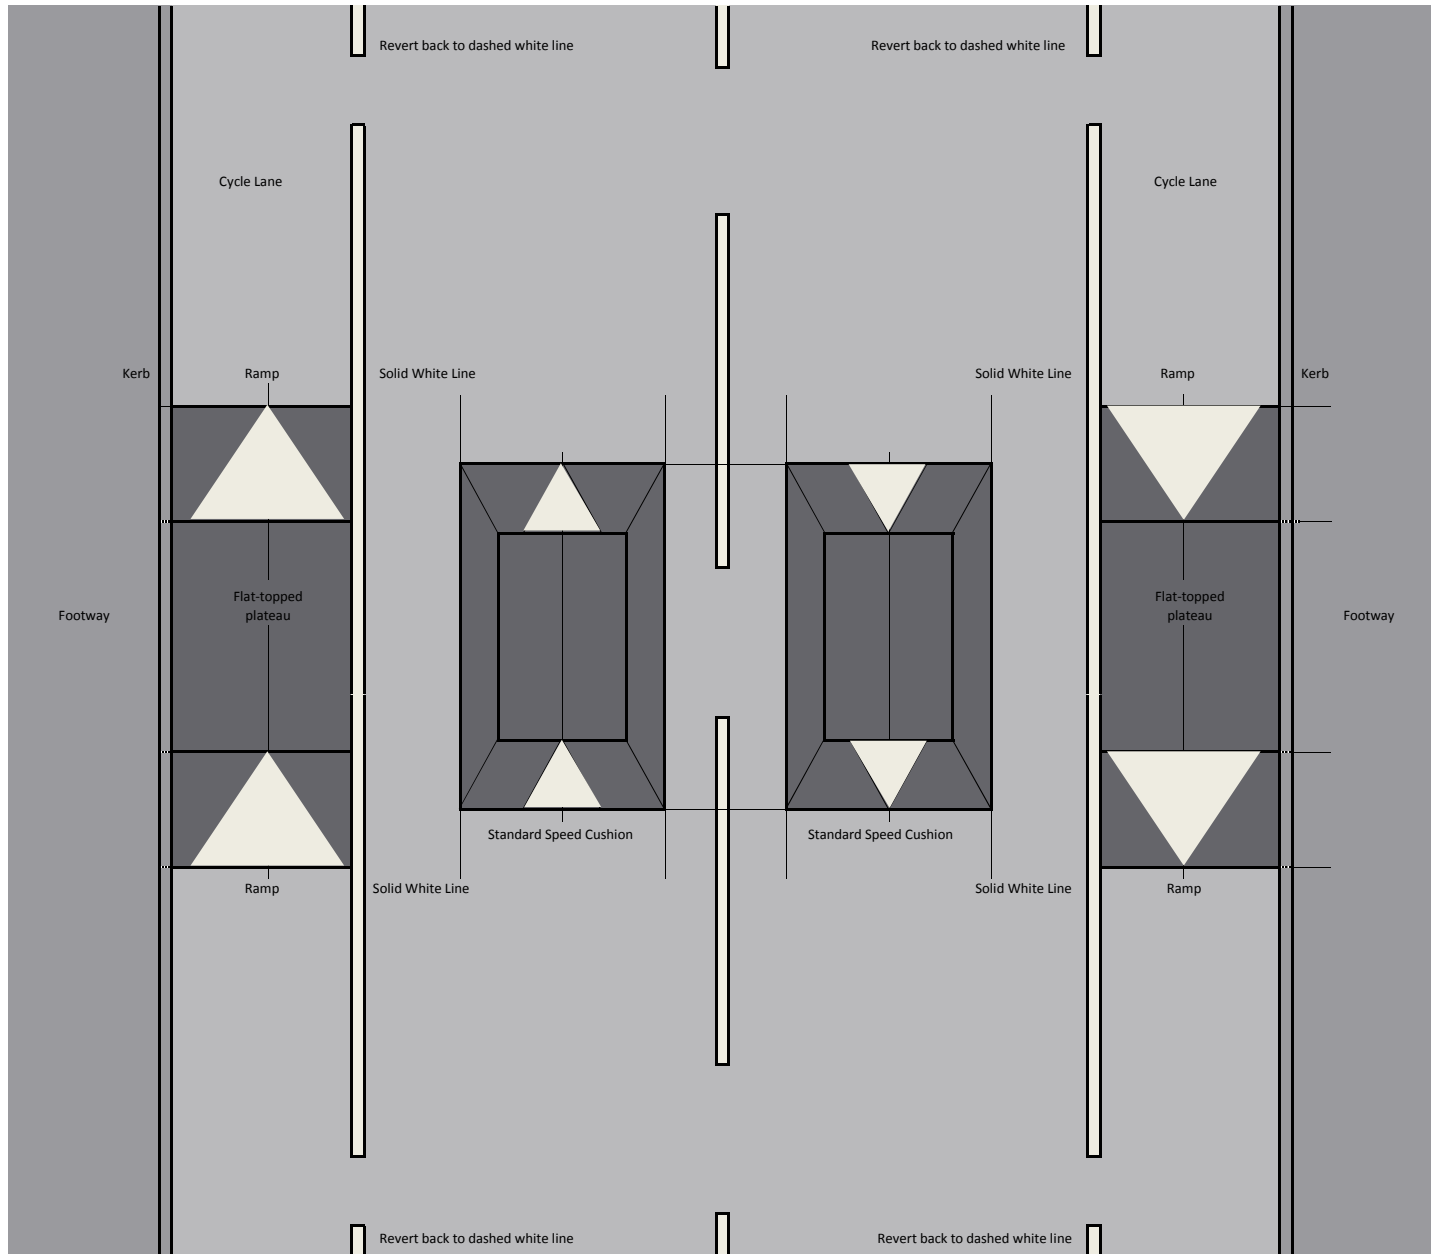 Revert back to dashed white line
Revert back to dashed white line
Cycle Lane
Cycle Lane
Kerb
Ramp
Solid White Line
Solid White Line
Ramp
Kerb
Flat-topped
plateau
Flat-topped
plateau
Footway
Footway
Standard Speed Cushion
Standard Speed Cushion
Ramp
Solid White Line
Solid White Line
Ramp
Revert back to dashed white line
Revert back to dashed white line